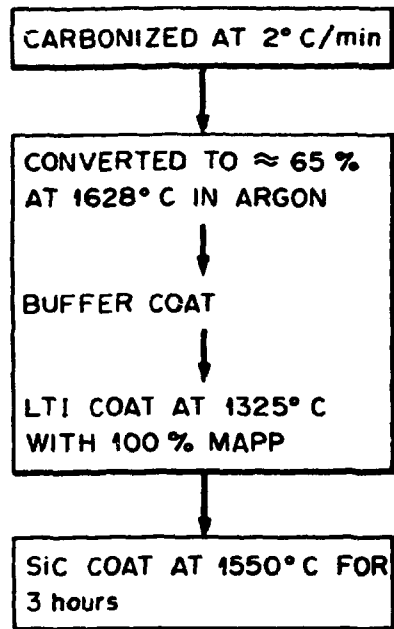 CARBONIZED AT 2° C/min
CONVERTED TO ≈ 65 %
AT 1628° C IN ARGON
BUFFER COAT
LTI COAT AT 1325° C
WITH 100 % MAPP
SiC COAT AT 1550° C FOR
3 hours